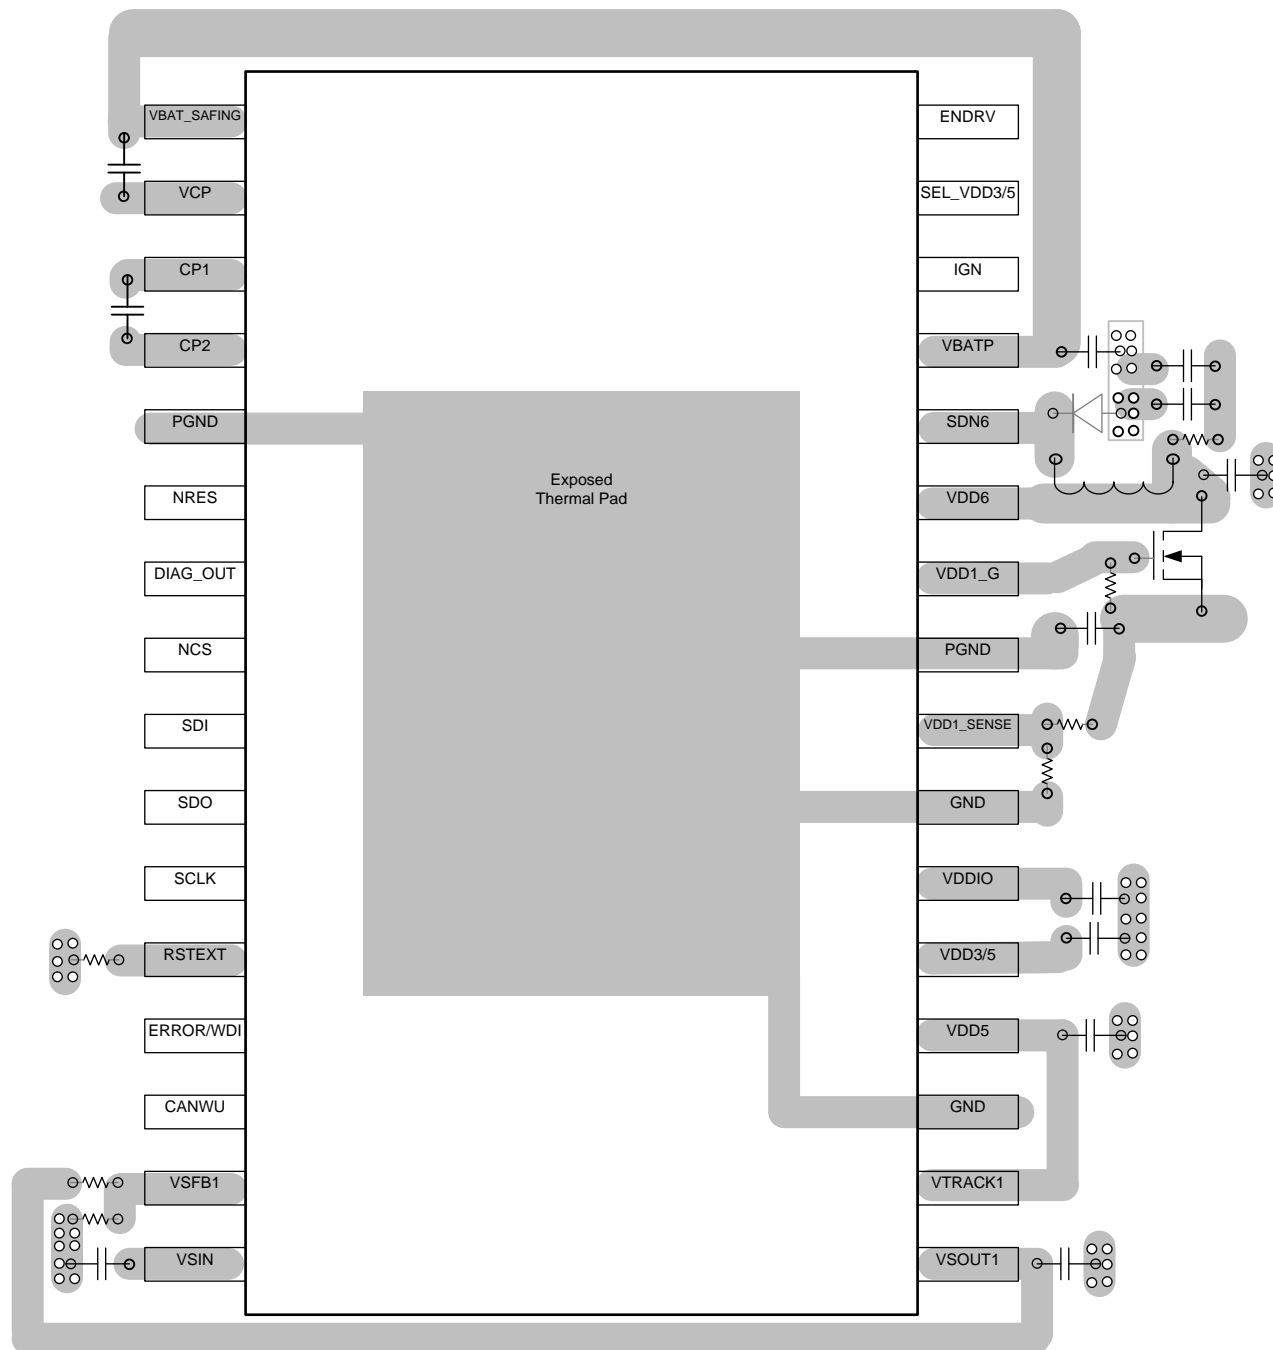 VBAT_SAFING
VCP
CP1
CP2
PGND
NRES
DIAG_OUT
NCS
SDI
SDO
SCLK
RSTEXT
ERROR/WDI
CANWU
VSFB1
VSIN
Exposed
Thermal Pad
ENDRV
SEL_VDD3/5
IGN
VBATP
SDN6
VDD6
VDD1_G
PGND
VDD1_SENSE
GND
VDDIO
VDD3/5
VDD5
GND
VTRACK1
VSOUT1